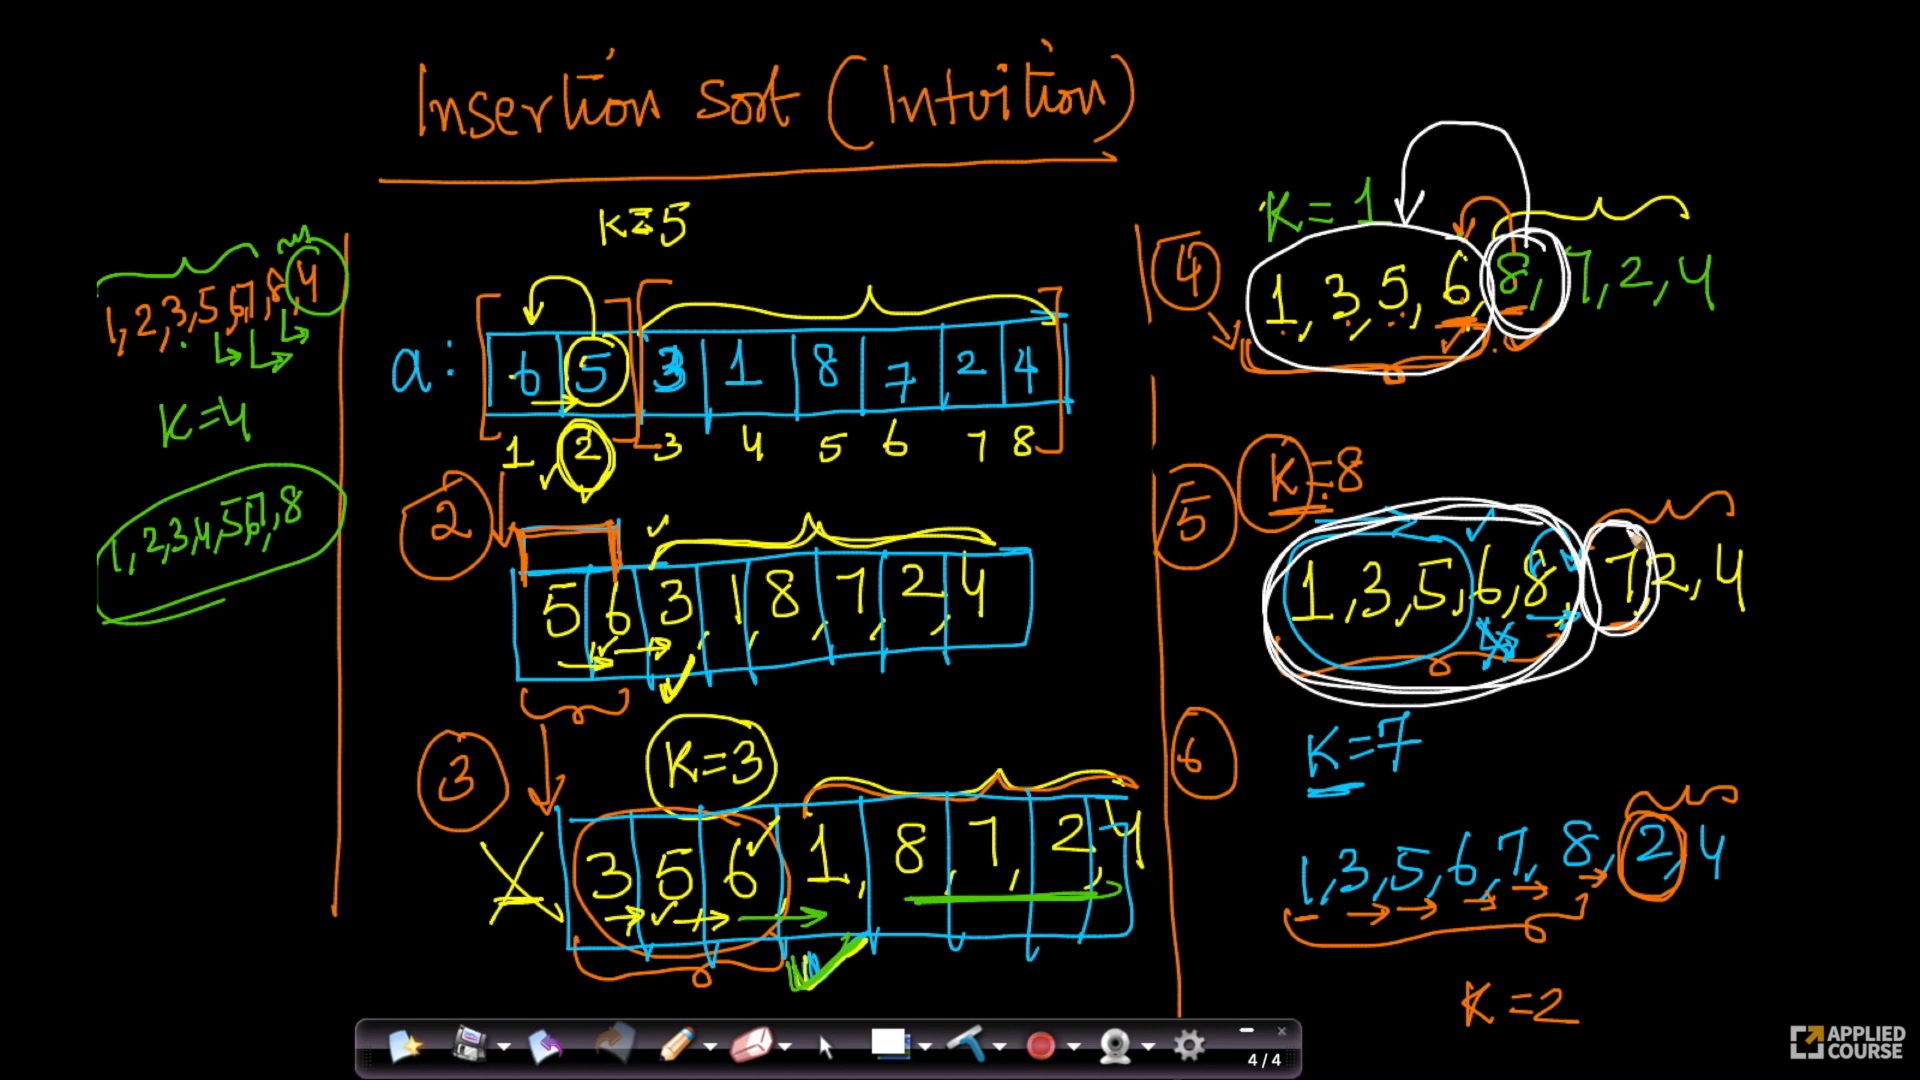 Insertion Sort (Intuition)
K=5
a: 6 5 3 1 8 7 2 4
1 2 3 4 5 6 7 8
2
5 6 3, 1, 8, 7, 2, 4
3
K=3
3 5 6 1, 8, 7, 2, 4
4
K=1
1, 3, 5, 6, 8, 7, 2, 4
5
K=8
1, 3, 5, 6, 8, 7, 2, 4
6
K=7
1, 3, 5, 6, 7, 8, 2, 4
K=2
1, 2, 3, 5, 6, 7, 8, 4
K=4
1, 2, 3, 4, 5, 6, 7, 8
4/4
APPLIED
COURSE